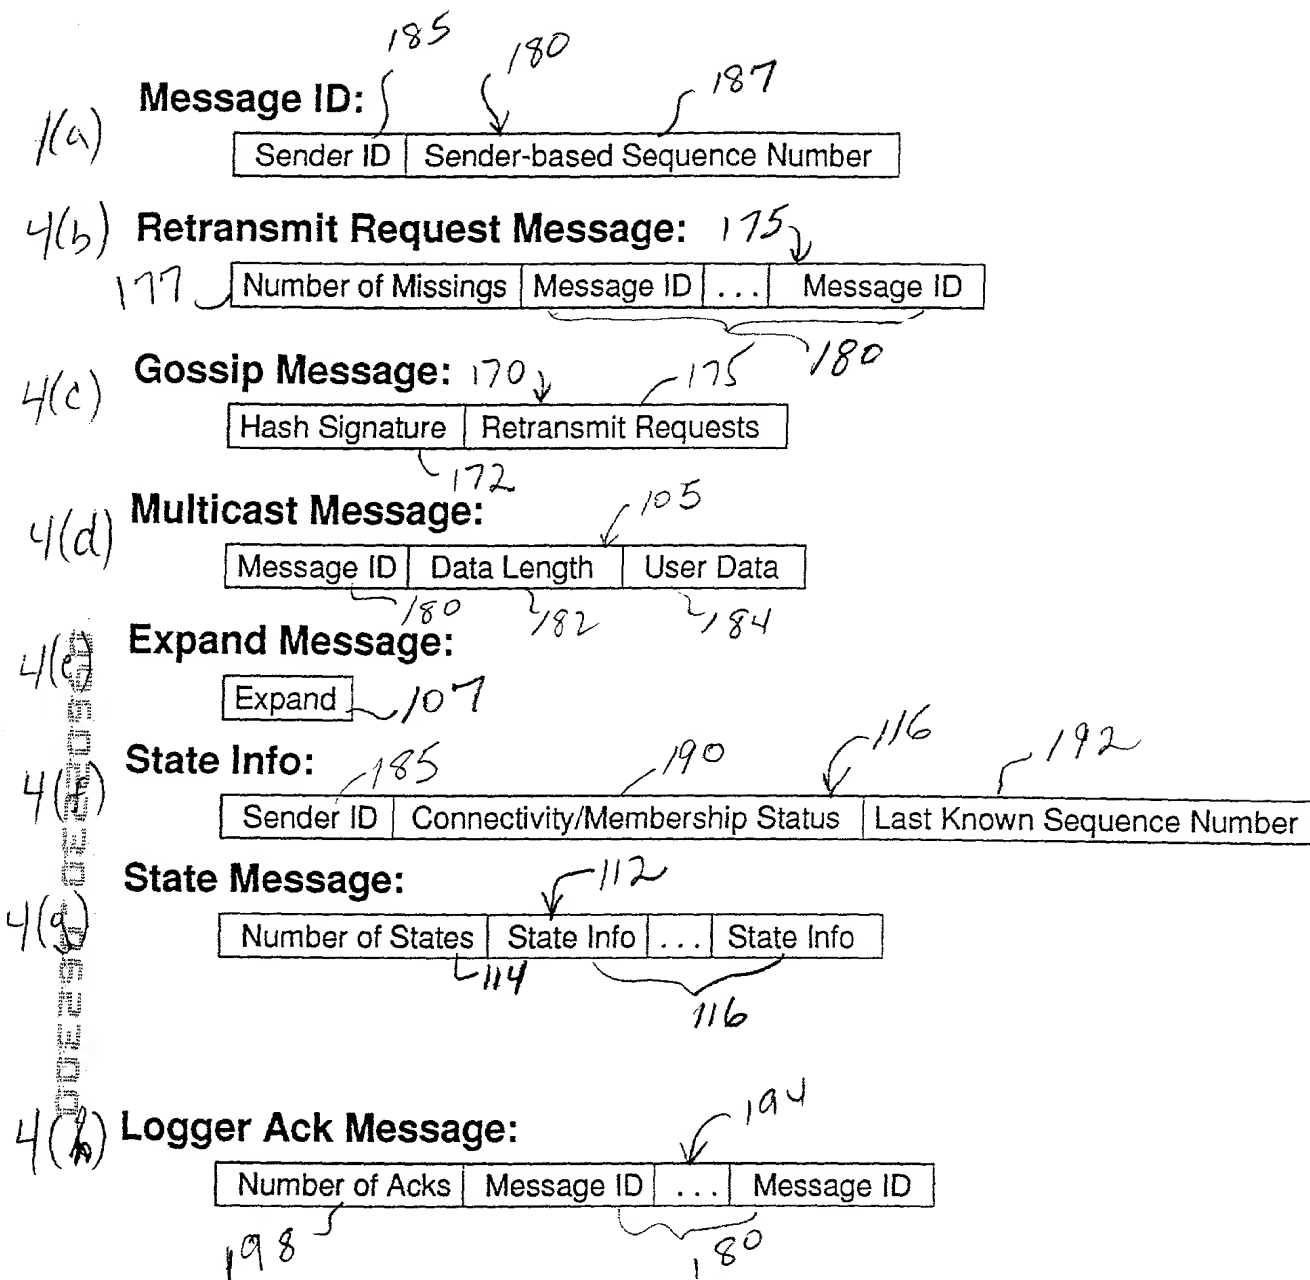 185 180 187
Message ID:
1(a)
Sender ID Sender-based Sequence Number
4(b) Retransmit Request Message: 175
177 Number of Missings Message ID ... Message ID
180
4(c) Gossip Message: 170 175
Hash Signature Retransmit Requests
172
4(d) Multicast Message: 105
Message ID Data Length User Data
180 182 184
4(e) Expand Message:
Expand 107
State Info: 185 190 116 192
4(f)
Sender ID Connectivity/Membership Status Last Known Sequence Number
State Message: 112
4(g)
Number of States State Info ... State Info
114 116
194
4(h) Logger Ack Message:
Number of Acks Message ID ... Message ID
198 180